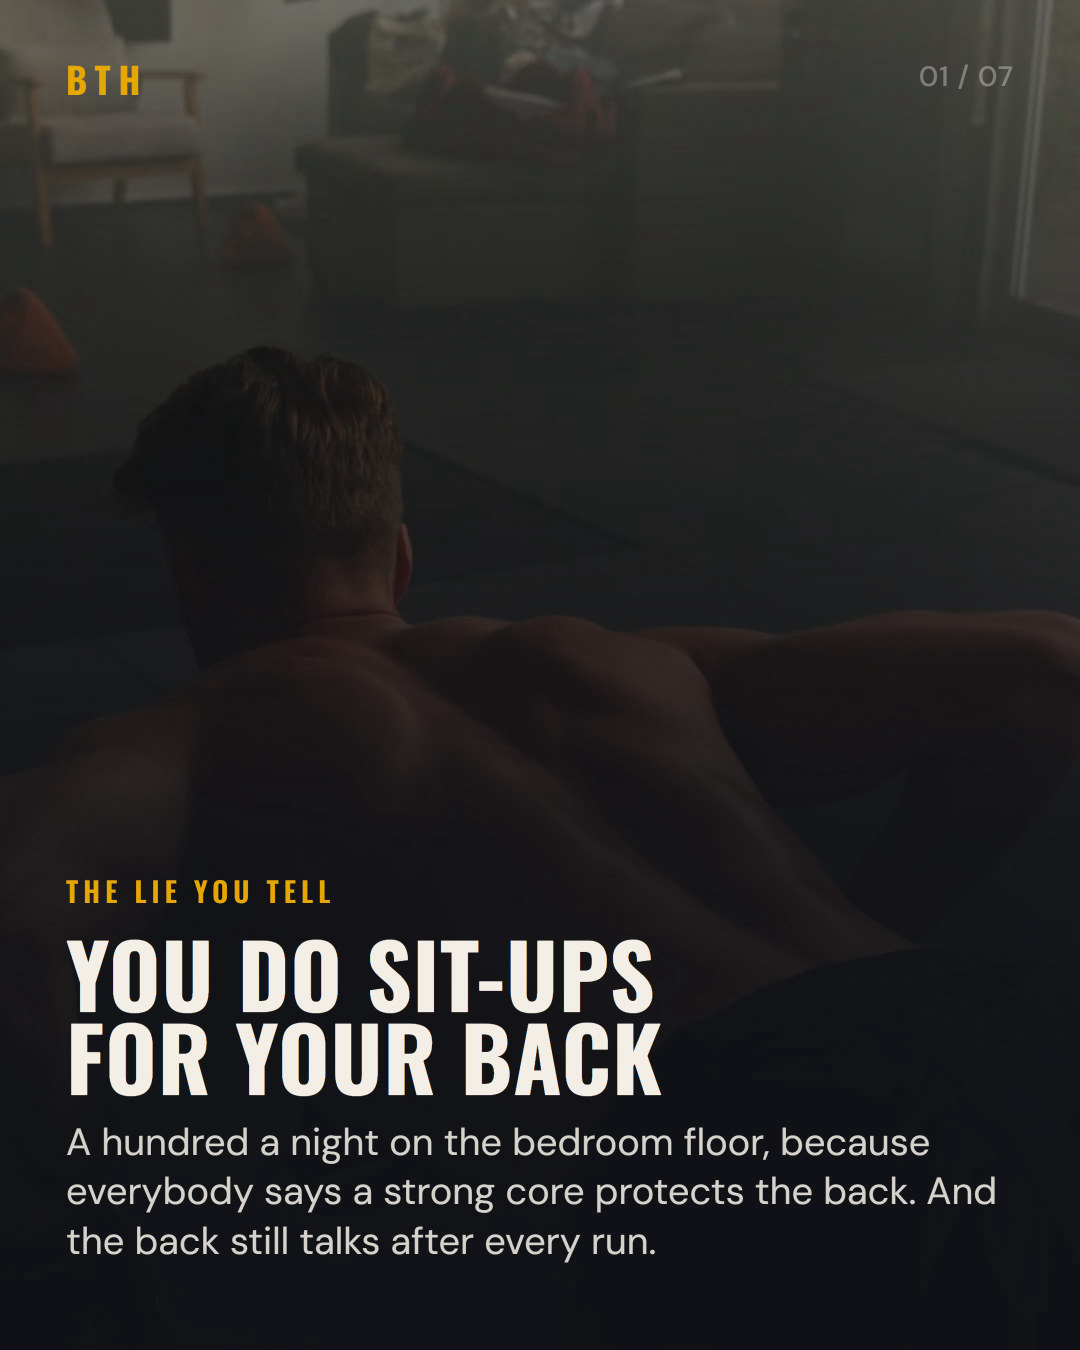 BTH
01 / 07
THE LIE YOU TELL
YOU DO SIT-UPS
FOR YOUR BACK
A hundred a night on the bedroom floor, because
everybody says a strong core protects the back. And
the back still talks after every run.